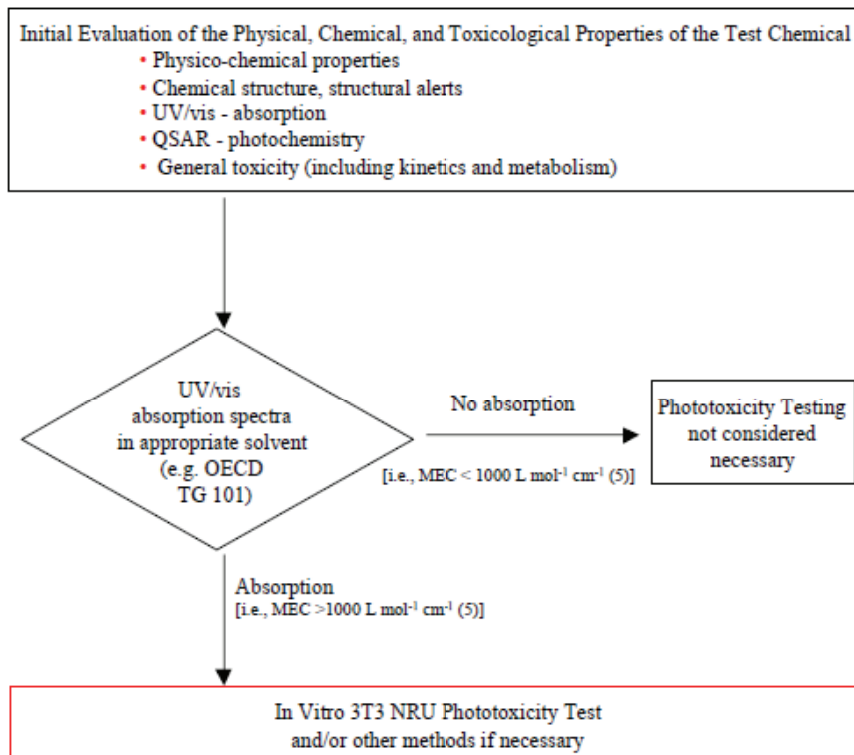 Initial Evaluation of the Physical, Chemical, and Toxicological Properties of the Test Chemical
• Physico-chemical properties
• Chemical structure, structural alerts
• UV/vis - absorption
• QSAR - photochemistry
• General toxicity (including kinetics and metabolism)
UV/vis
absorption spectra
in appropriate solvent
(e.g. OECD
TG 101)
No absorption
[i.e., MEC < 1000 L mol⁻¹ cm⁻¹ (5)]
Phototoxicity Testing
not considered
necessary
Absorption
[i.e., MEC >1000 L mol⁻¹ cm⁻¹ (5)]
In Vitro 3T3 NRU Phototoxicity Test
and/or other methods if necessary